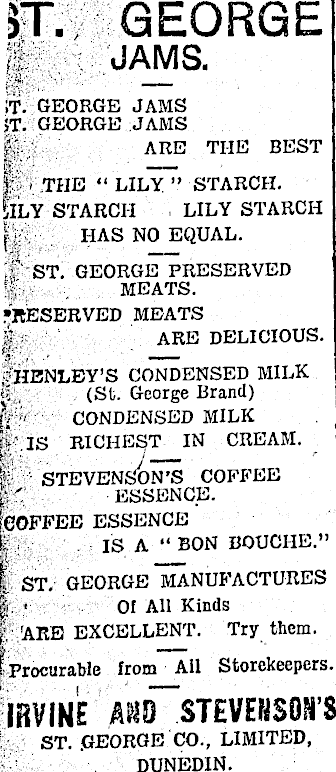 ST. GEORGE
JAMS.
ST. GEORGE JAMS
ST. GEORGE JAMS
ARE THE BEST
THE "LILY" STARCH.
LILY STARCH LILY STARCH
HAS NO EQUAL.
ST. GEORGE PRESERVED
MEATS.
PRESERVED MEATS
ARE DELICIOUS.
HENLEY'S CONDENSED MILK
(St. George Brand)
CONDENSED MILK
IS RICHEST IN CREAM.
STEVENSON'S COFFEE
ESSENCE.
COFFEE ESSENCE
IS A "BON BOUCHE."
ST. GEORGE MANUFACTURES
Of All Kinds
ARE EXCELLENT. Try them.
Procurable from All Storekeepers.
IRVINE AND STEVENSON'S
ST. GEORGE CO., LIMITED,
DUNEDIN.